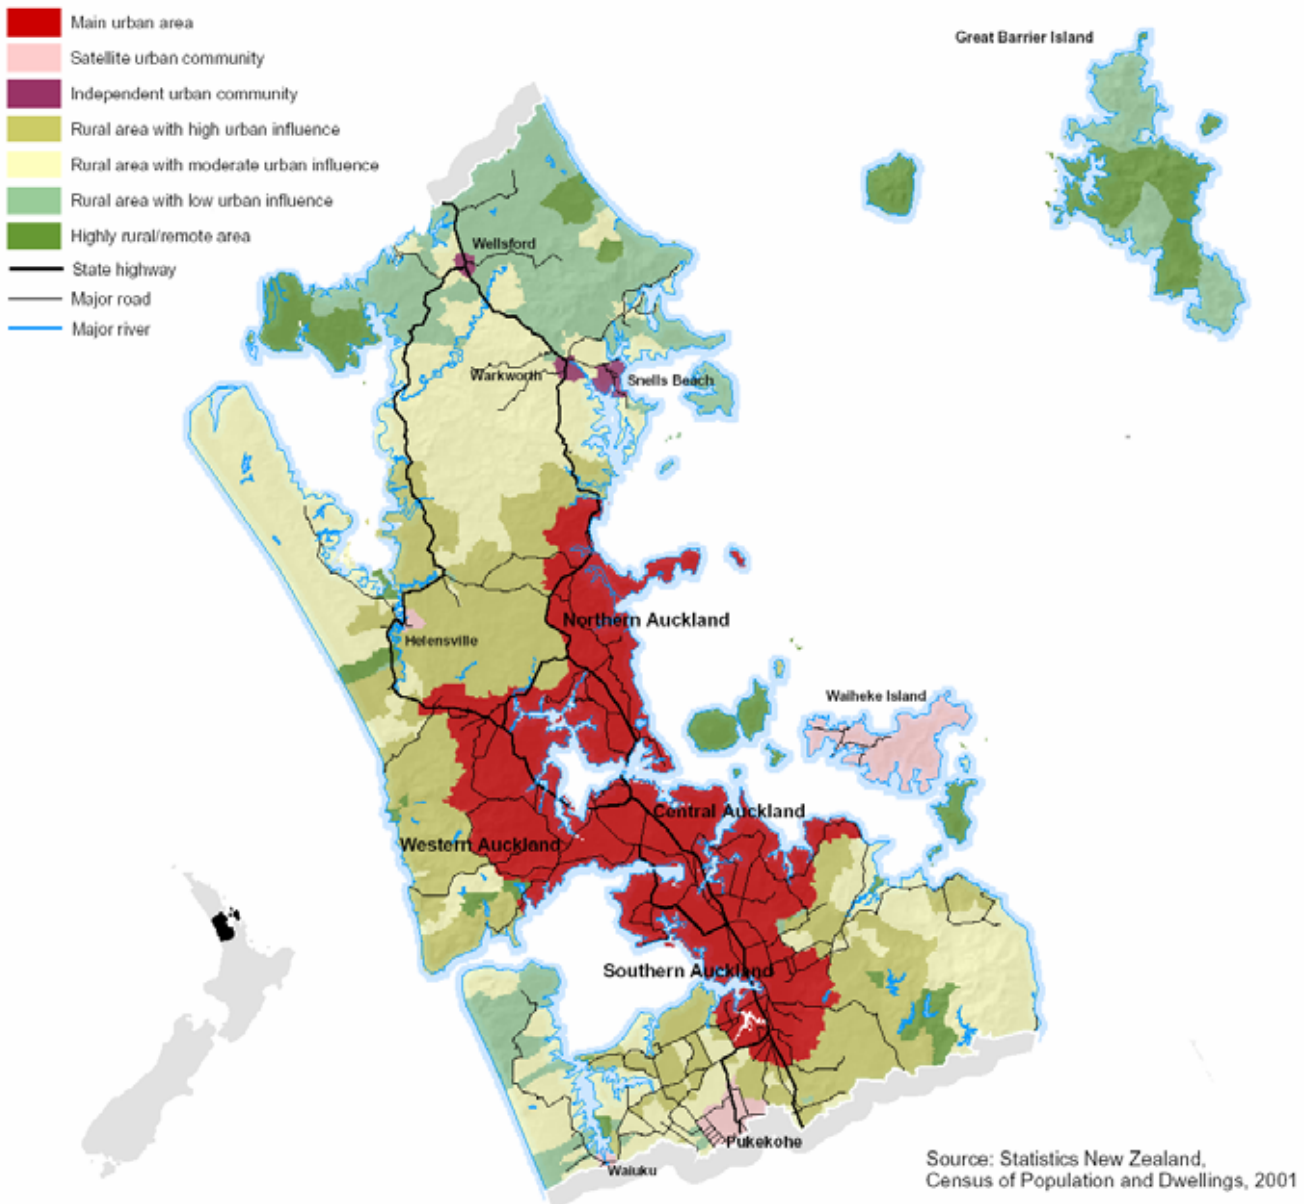 Main urban area
Satellite urban community
Independent urban community
Rural area with high urban influence
Rural area with moderate urban influence
Rural area with low urban influence
Highly rural/remote area
State highway
Major road
Major river
Great Barrier Island
Wellsford
Warkworth
Snells Beach
Northern Auckland
Helensville
Waiheke Island
Central Auckland
Western Auckland
Southern Auckland
Pukekohe
Waiuku
Source: Statistics New Zealand,
Census of Population and Dwellings, 2001